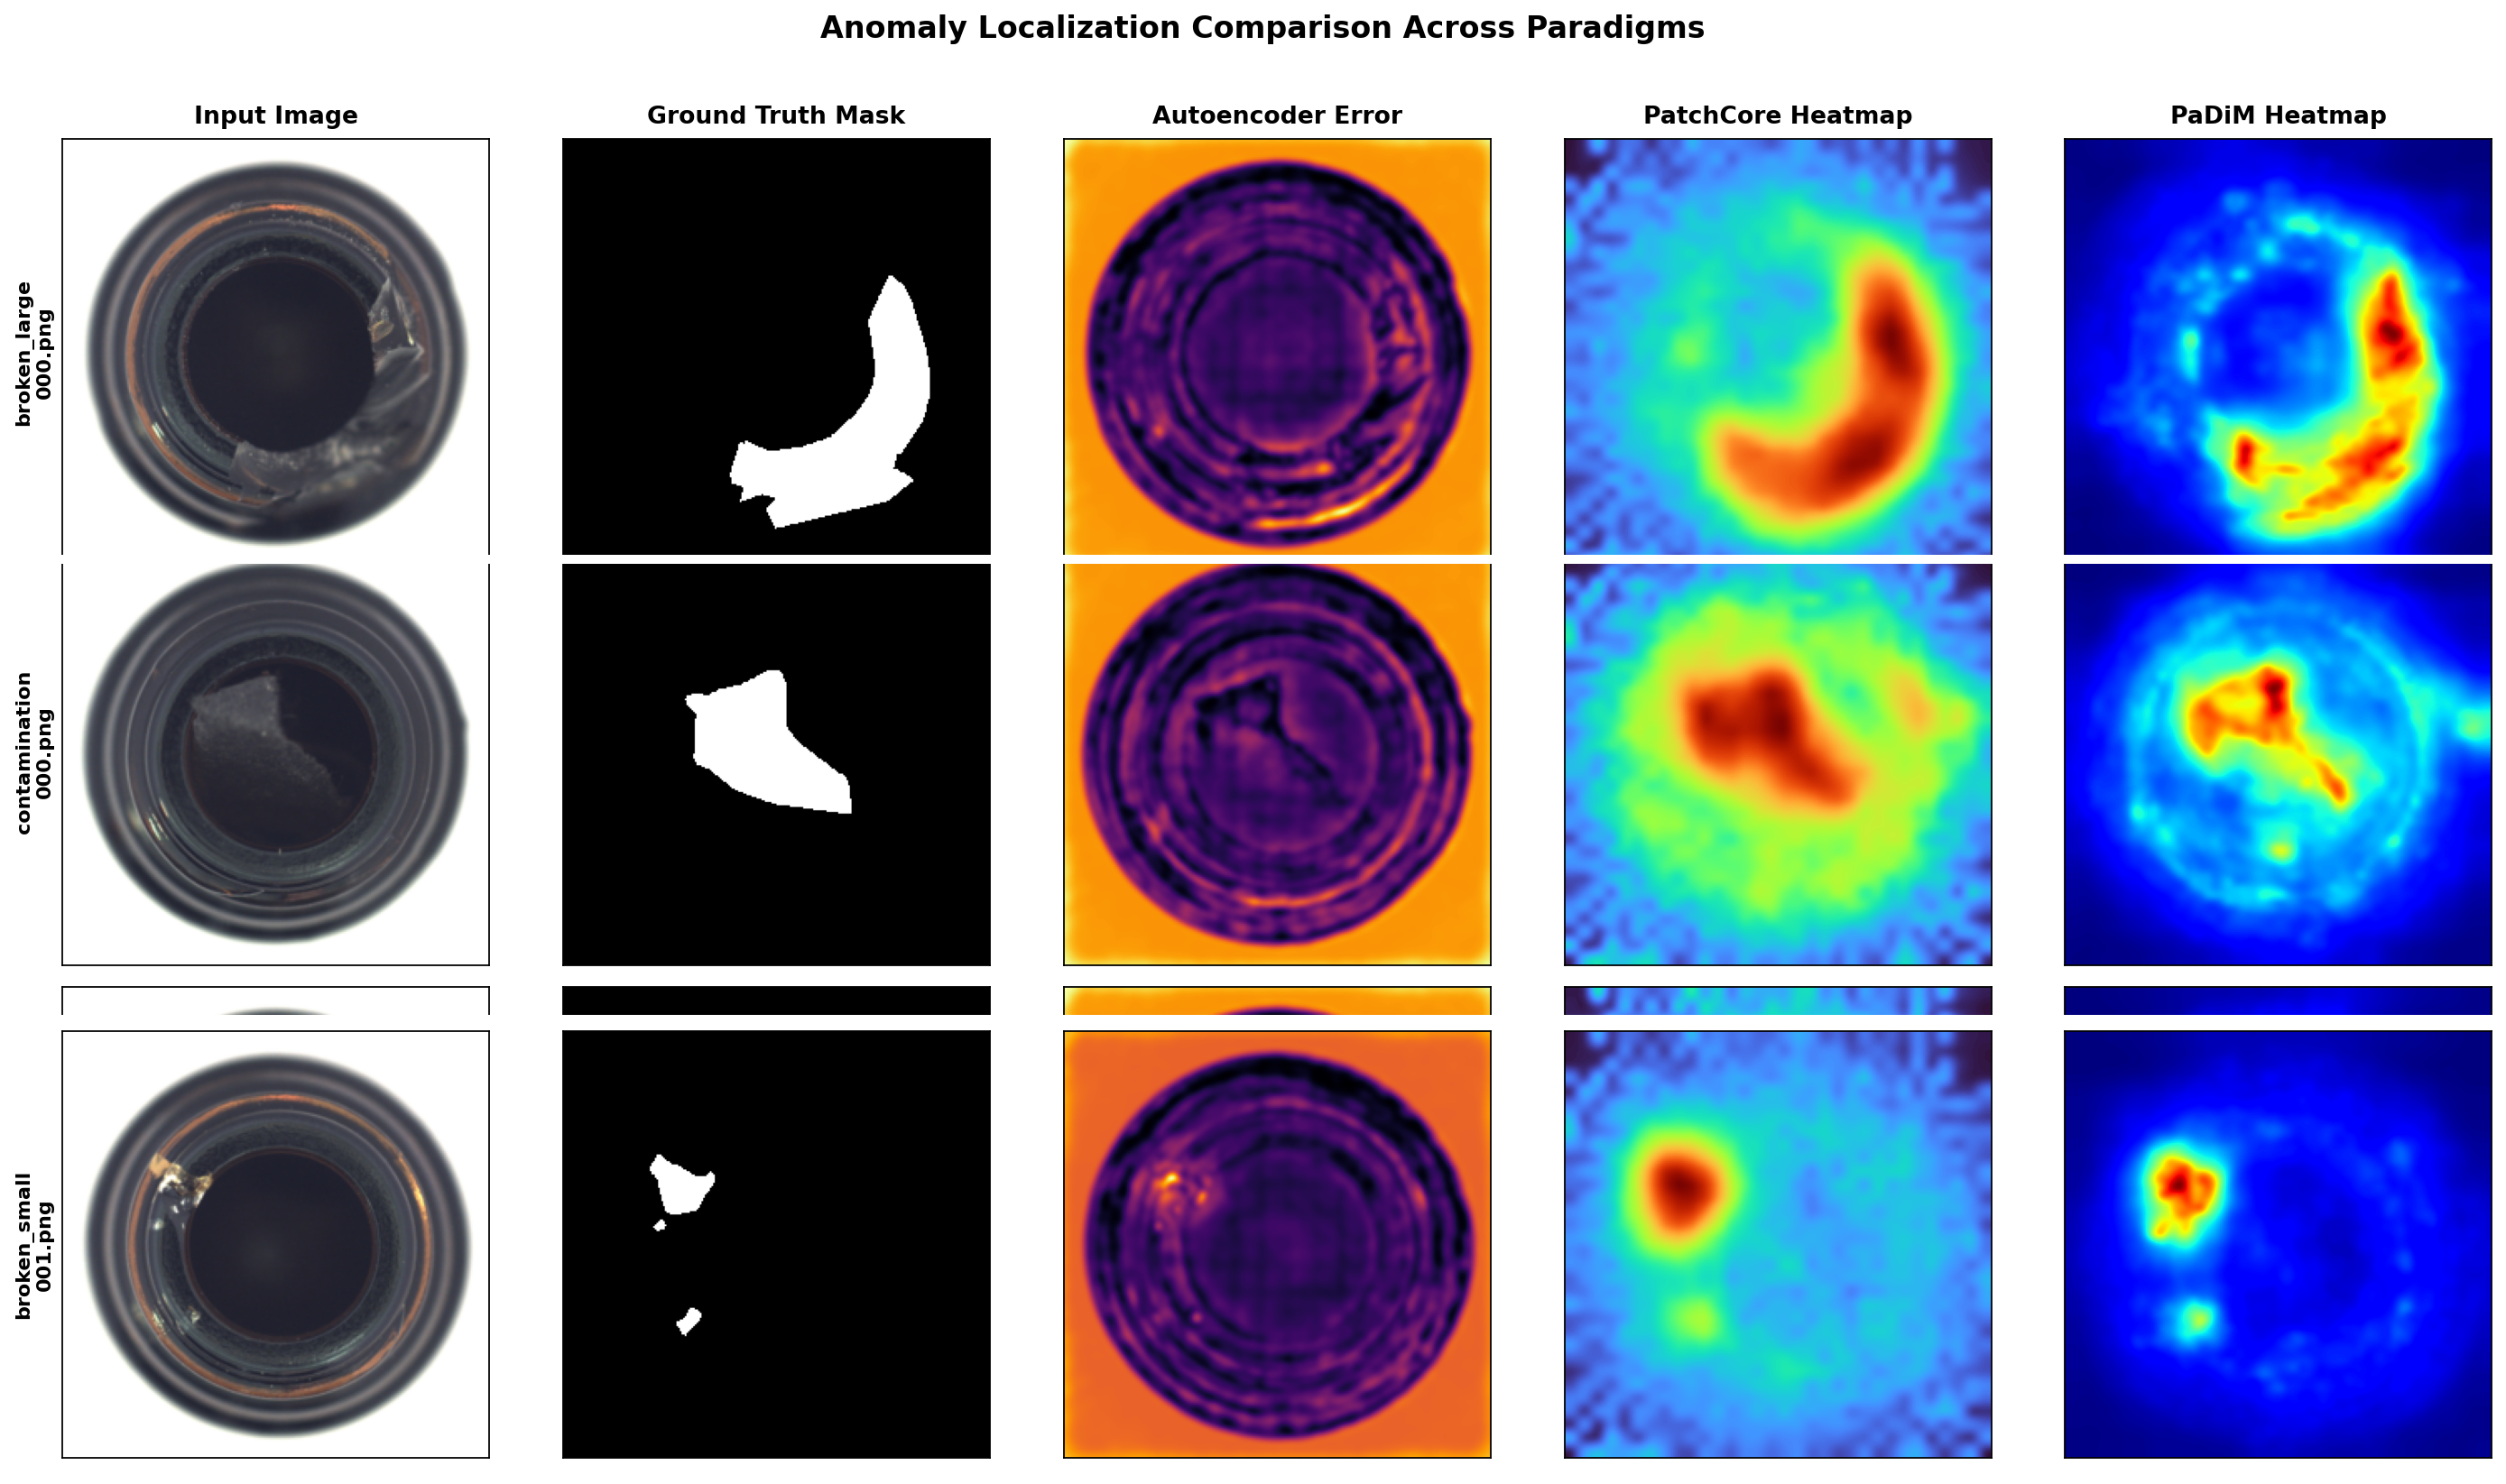 Anomaly Localization Comparison Across Paradigms
Input Image
Ground Truth Mask
Autoencoder Error
PatchCore Heatmap
PaDiM Heatmap
broken_large
000.png
contamination
000.png
broken_small
001.png